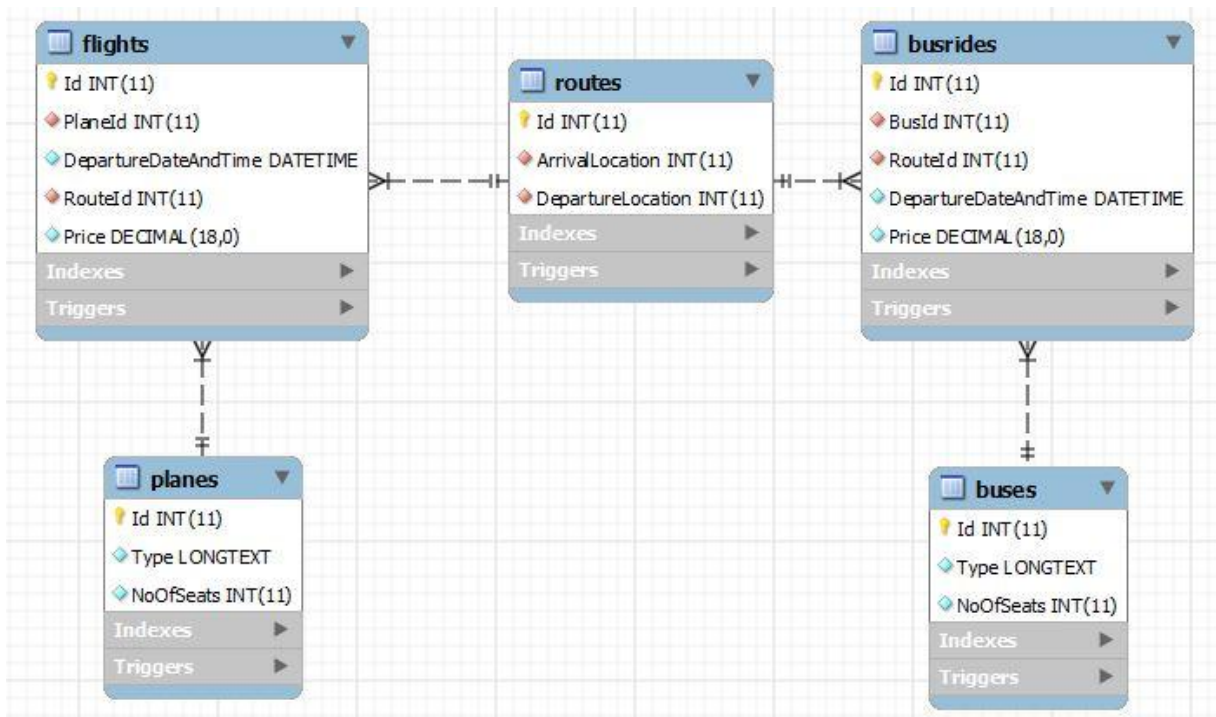 flights
Id INT(11)
PlaneId INT(11)
DepartureDateAndTime DATETIME
RouteId INT(11)
Price DECIMAL(18,0)
Indexes
Triggers
routes
Id INT(11)
ArrivalLocation INT(11)
DepartureLocation INT(11)
Indexes
Triggers
busrides
Id INT(11)
BusId INT(11)
RouteId INT(11)
DepartureDateAndTime DATETIME
Price DECIMAL(18,0)
Indexes
Triggers
planes
Id INT(11)
Type LONGTEXT
NoOfSeats INT(11)
Indexes
Triggers
buses
Id INT(11)
Type LONGTEXT
NoOfSeats INT(11)
Indexes
Triggers